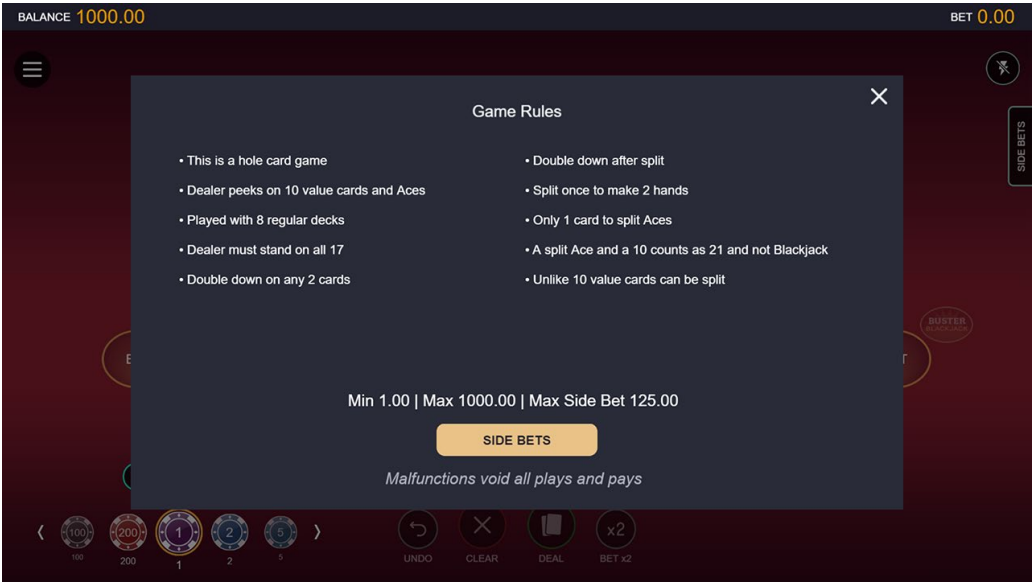 BALANCE 1000.00
BET 0.00
SIDE BETS
Game Rules
• This is a hole card game
• Dealer peeks on 10 value cards and Aces
• Played with 8 regular decks
• Dealer must stand on all 17
• Double down on any 2 cards
• Double down after split
• Split once to make 2 hands
• Only 1 card to split Aces
• A split Ace and a 10 counts as 21 and not Blackjack
• Unlike 10 value cards can be split
BUSTER
BLACKJACK
Min 1.00 | Max 1000.00 | Max Side Bet 125.00
SIDE BETS
Malfunctions void all plays and pays
100 200 1 2 5
x2
100 200 1 2 5
UNDO CLEAR DEAL BET x2